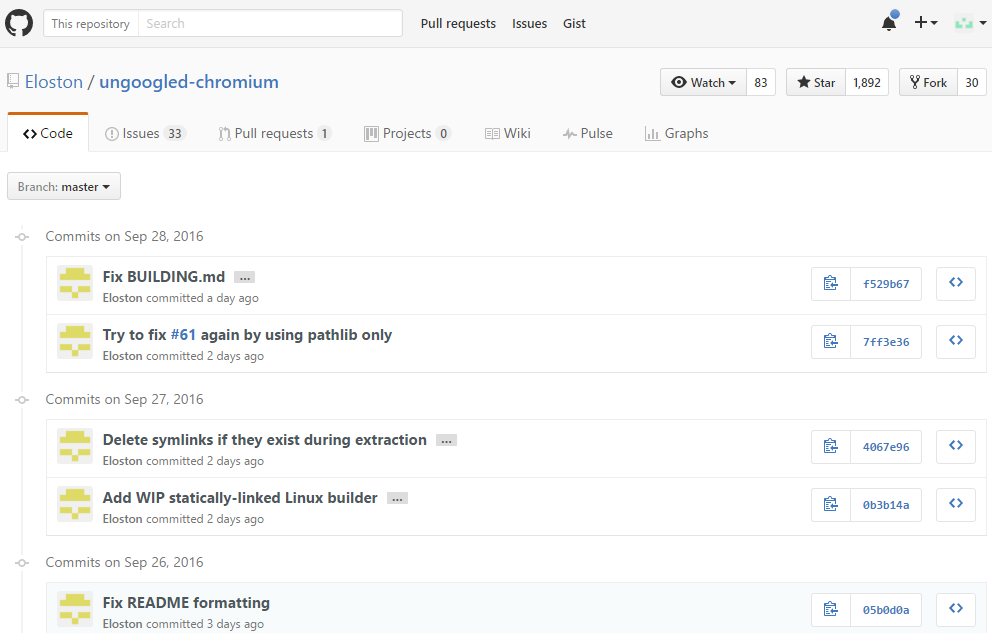 This repository Search Pull requests Issues Gist
Eloston / ungoogled-chromium Watch 83 Star 1,892 Fork 30
Code Issues 33 Pull requests 1 Projects 0 Wiki Pulse Graphs
Branch: master
Commits on Sep 28, 2016
Fix BUILDING.md …
Eloston committed a day ago
f529b67
Try to fix #61 again by using pathlib only
Eloston committed 2 days ago
7ff3e36
Commits on Sep 27, 2016
Delete symlinks if they exist during extraction …
Eloston committed 2 days ago
4067e96
Add WIP statically-linked Linux builder …
Eloston committed 2 days ago
0b3b14a
Commits on Sep 26, 2016
Fix README formatting
Eloston committed 3 days ago
05b0d0a